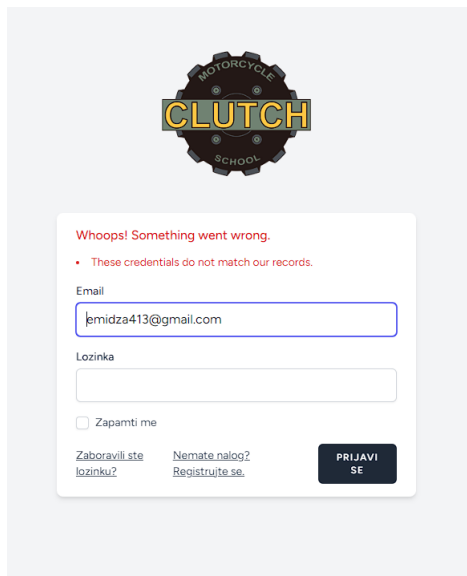 MOTORCYCLE
CLUTCH
SCHOOL
Whoops! Something went wrong.
These credentials do not match our records.
Email
emidza413@gmail.com
Lozinka
Zapamti me
Zaboravili ste
lozinku?
Nemate nalog?
Registrujte se.
PRIJAVI
SE